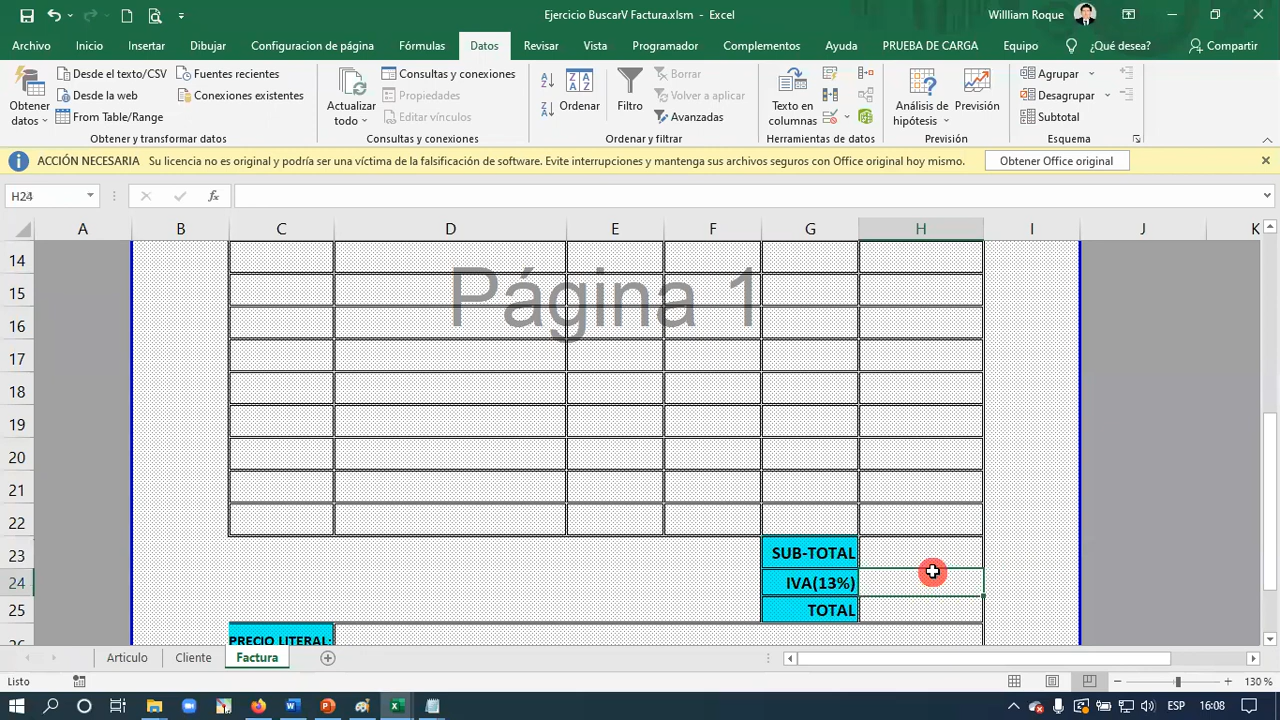 Ejercicio BuscarV Factura.xlsm - Excel
Willliam Roque
Archivo Inicio Insertar Dibujar Configuracion de página Fórmulas Datos Revisar Vista Programador Complementos Ayuda PRUEBA DE CARGA Equipo ¿Qué desea? Compartir
Obtener datos
Desde el texto/CSV
Desde la web
From Table/Range
Fuentes recientes
Conexiones existentes
Obtener y transformar datos
Actualizar todo
Consultas y conexiones
Propiedades
Editar vínculos
Consultas y conexiones
Ordenar
Filtro
Borrar
Volver a aplicar
Avanzadas
Ordenar y filtrar
Texto en columnas
Herramientas de datos
Análisis de hipótesis
Previsión
Previsión
Agrupar
Desagrupar
Subtotal
Esquema
ACCIÓN NECESARIA Su licencia no es original y podría ser una víctima de la falsificación de software. Evite interrupciones y mantenga sus archivos seguros con Office original hoy mismo. Obtener Office original
H24
fx
A B C D E F G H I J K
Página 1
14
15
16
17
18
19
20
21
22
23 SUB-TOTAL
24 IVA(13%)
25 TOTAL
26 PRECIO LITERAL:
Articulo Cliente Factura
Listo
130 %
ESP 16:08